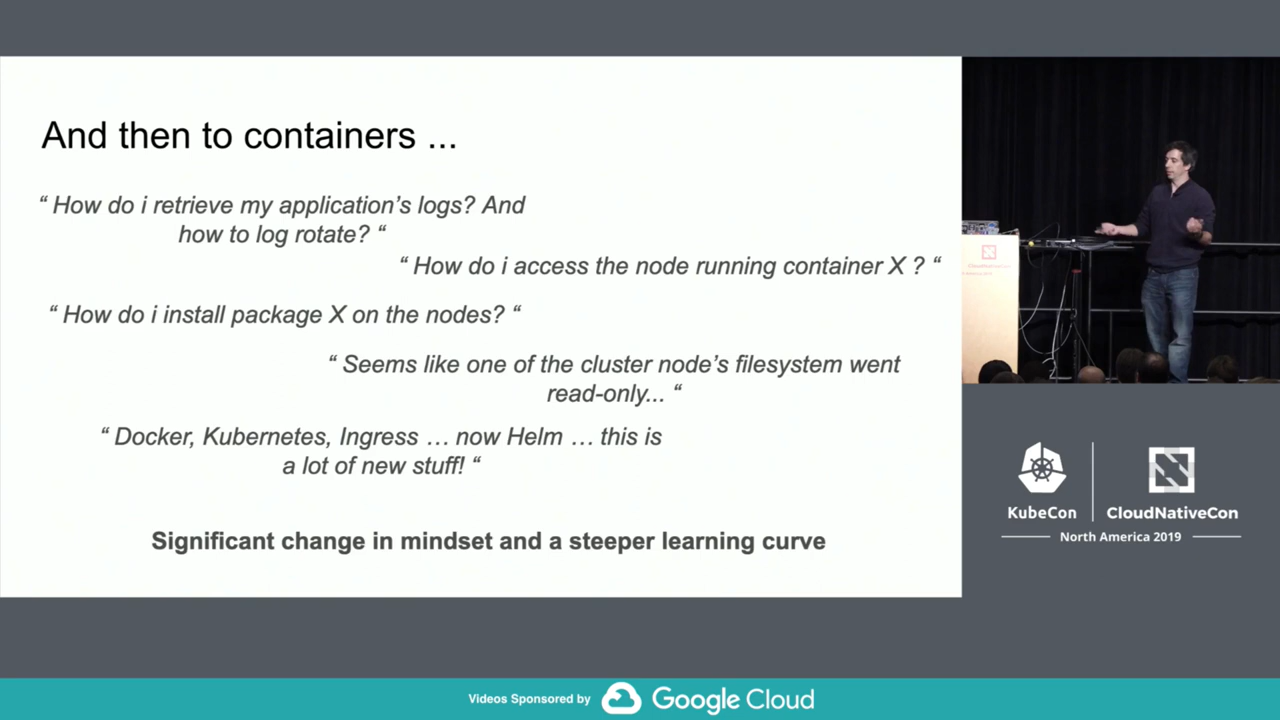 And then to containers ...
“ How do i retrieve my application’s logs? And
how to log rotate? “
“ How do i access the node running container X ? “
“ How do i install package X on the nodes? “
“ Seems like one of the cluster node’s filesystem went
read-only... “
“ Docker, Kubernetes, Ingress … now Helm … this is
a lot of new stuff! “
Significant change in mindset and a steeper learning curve
KubeCon
CloudNativeCon
North America 2019
Videos Sponsored by
Google Cloud